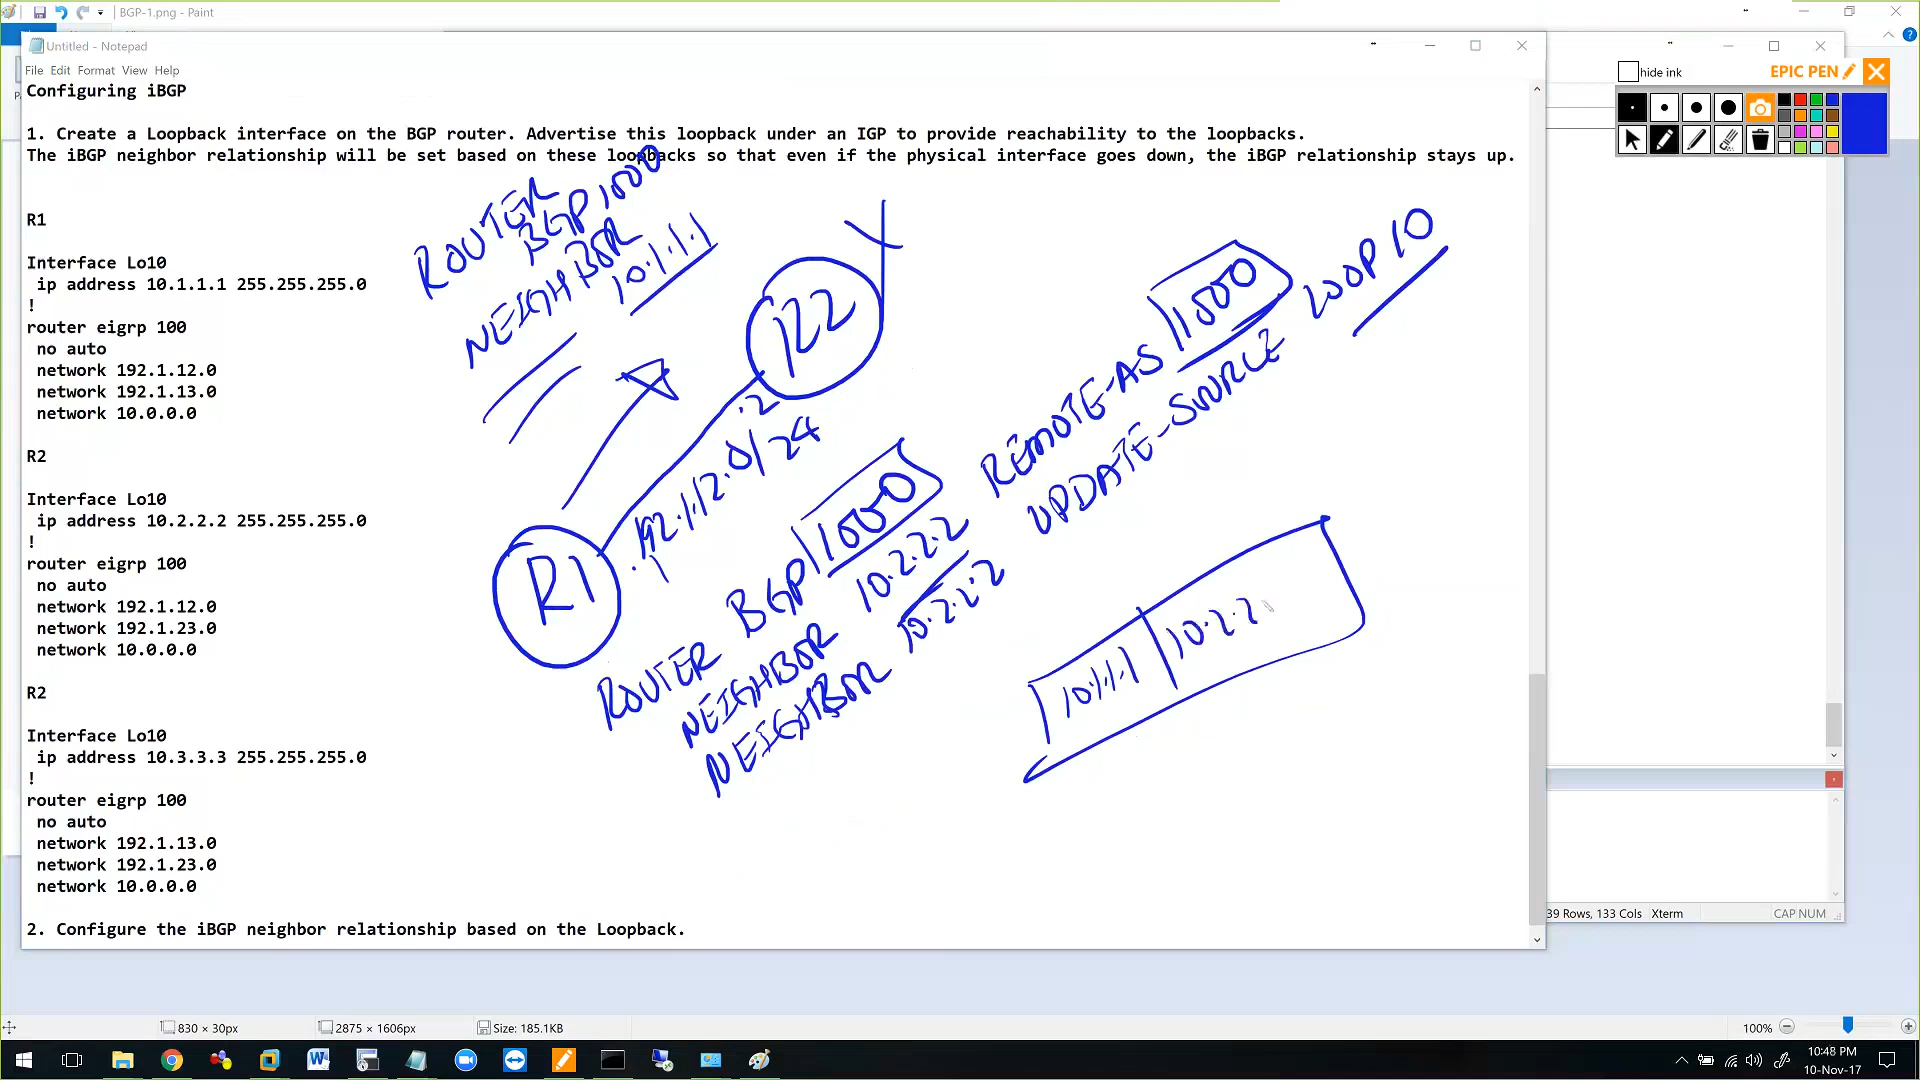 BGP-1.png - Paint
Untitled - Notepad
File Edit Format View Help
hide ink
EPIC PEN
Configuring iBGP
1. Create a Loopback interface on the BGP router. Advertise this loopback under an IGP to provide reachability to the loopbacks.
The iBGP neighbor relationship will be set based on these loopbacks so that even if the physical interface goes down, the iBGP relationship stays up.
R1
Interface Lo10
ip address 10.1.1.1 255.255.255.0
!
router eigrp 100
no auto
network 192.1.12.0
network 192.1.13.0
network 10.0.0.0
R2
Interface Lo10
ip address 10.2.2.2 255.255.255.0
!
router eigrp 100
no auto
network 192.1.12.0
network 192.1.23.0
network 10.0.0.0
R2
Interface Lo10
ip address 10.3.3.3 255.255.255.0
!
router eigrp 100
no auto
network 192.1.13.0
network 192.1.23.0
network 10.0.0.0
2. Configure the iBGP neighbor relationship based on the Loopback.
ROUTER BGP 1000
NEIGHBOR 10.1.1.1
R2
.2
192.1.12.0/24
.1
R1
ROUTER BGP 1000
NEIGHBOR 10.2.2.2 REMOTE-AS 1000
NEIGHBOR 10.2.2.2 UPDATE-SOURCE LOOP 10
10.1.1.1 10.2.2
39 Rows, 133 Cols Xterm CAP NUM
830 × 30px 2875 × 1606px Size: 185.1KB 100%
10:48 PM
10-Nov-17